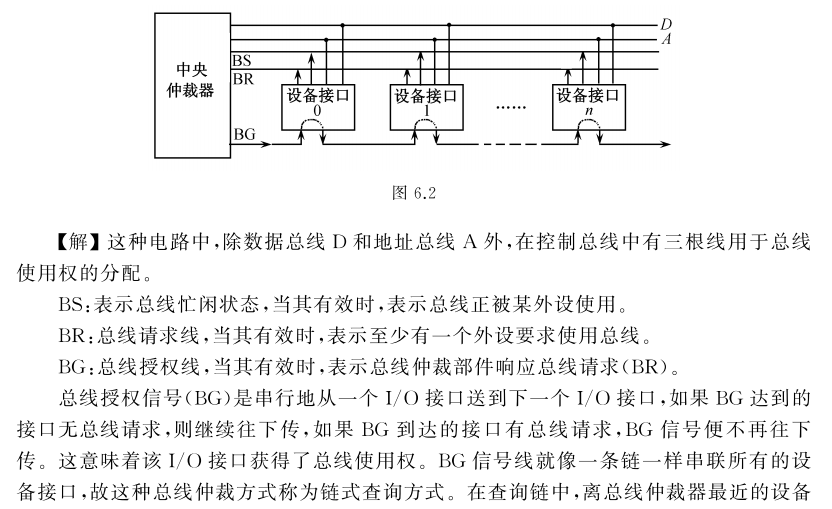 D
A
中央
仲裁器
BS
BR
设备接口
0
设备接口
1
……
设备接口
n
BG
图 6.2
【解】这种电路中,除数据总线 D 和地址总线 A 外,在控制总线中有三根线用于总线
使用权的分配。
BS:表示总线忙闲状态,当其有效时,表示总线正被某外设使用。
BR:总线请求线,当其有效时,表示至少有一个外设要求使用总线。
BG:总线授权线,当其有效时,表示总线仲裁部件响应总线请求(BR)。
总线授权信号(BG)是串行地从一个 I/O 接口送到下一个 I/O 接口,如果 BG 达到的
接口无总线请求,则继续往下传,如果 BG 到达的接口有总线请求,BG 信号便不再往下
传。这意味着该 I/O 接口获得了总线使用权。BG 信号线就像一条链一样串联所有的设
备接口,故这种总线仲裁方式称为链式查询方式。在查询链中,离总线仲裁器最近的设备